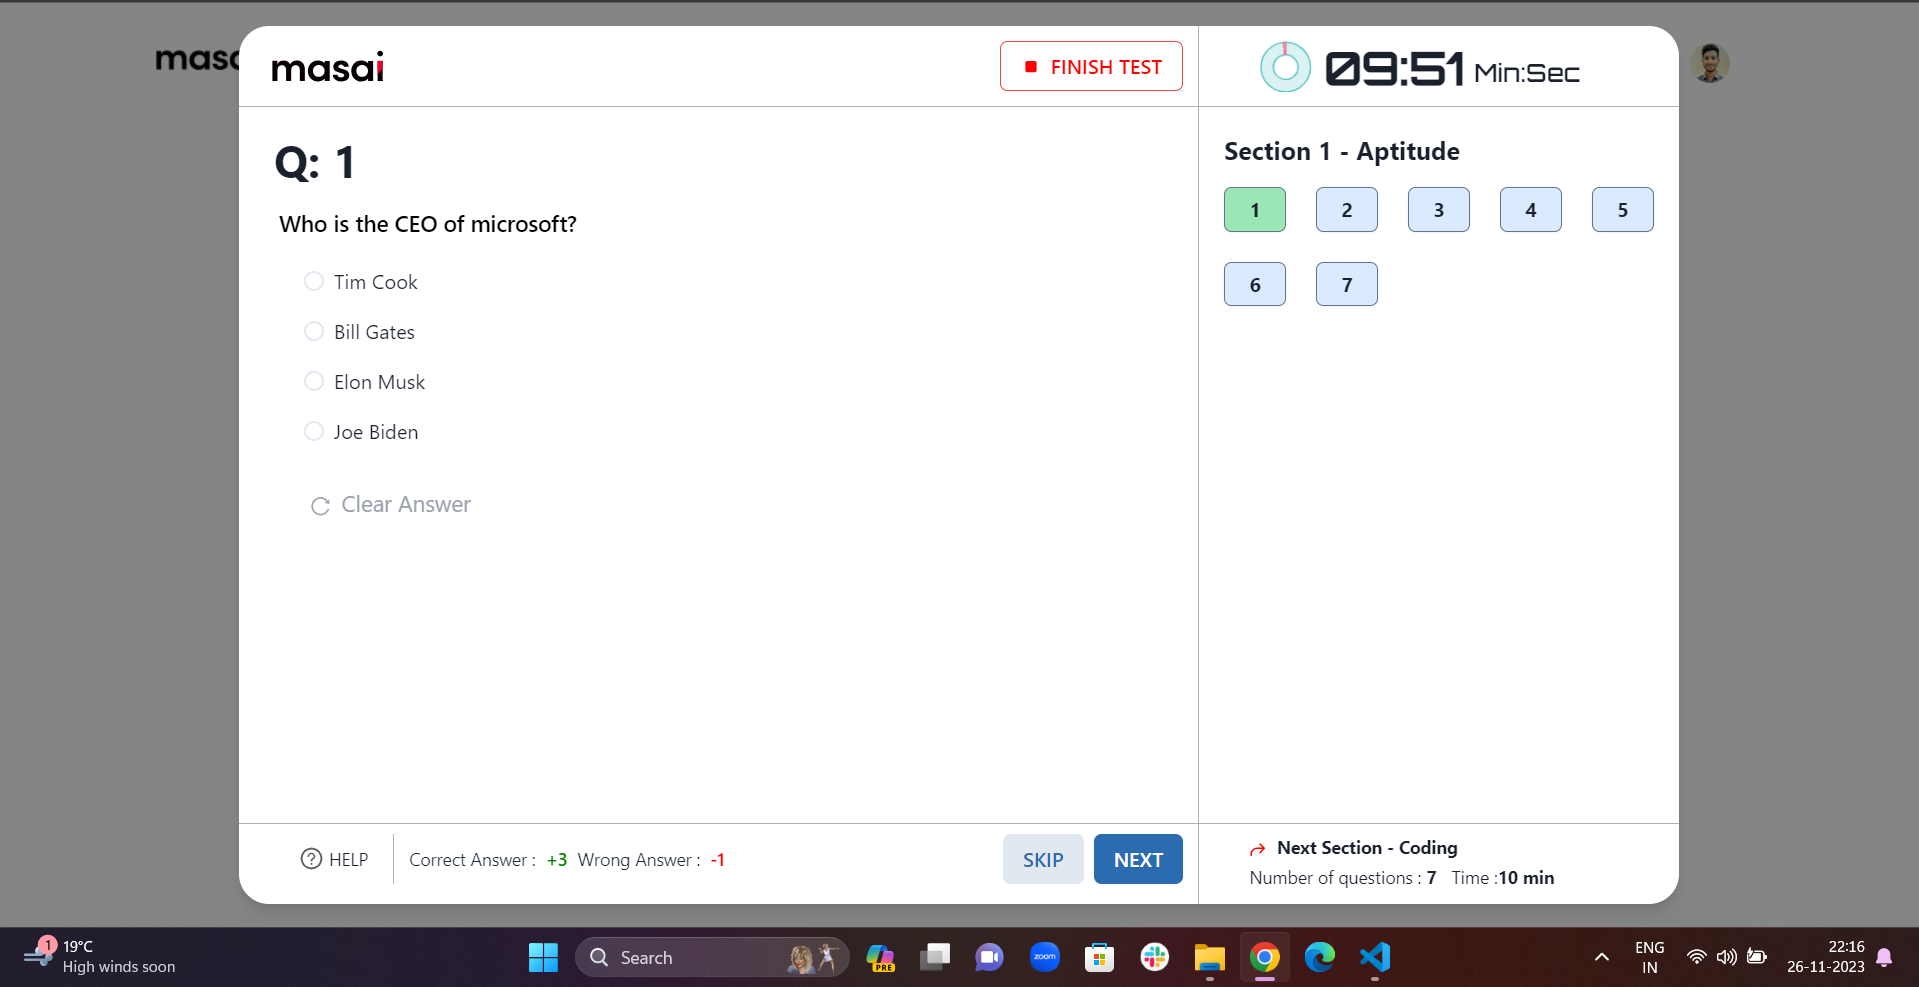 masa
masai
FINISH TEST
09:51 Min:Sec
Q: 1
Who is the CEO of microsoft?
Tim Cook
Bill Gates
Elon Musk
Joe Biden
Clear Answer
Section 1 - Aptitude
1 2 3 4 5
6 7
HELP
Correct Answer : +3 Wrong Answer : -1
SKIP
NEXT
Next Section - Coding
Number of questions : 7 Time :10 min
1
19°C
High winds soon
Search
PRE
zoom
ENG
IN
22:16
26-11-2023